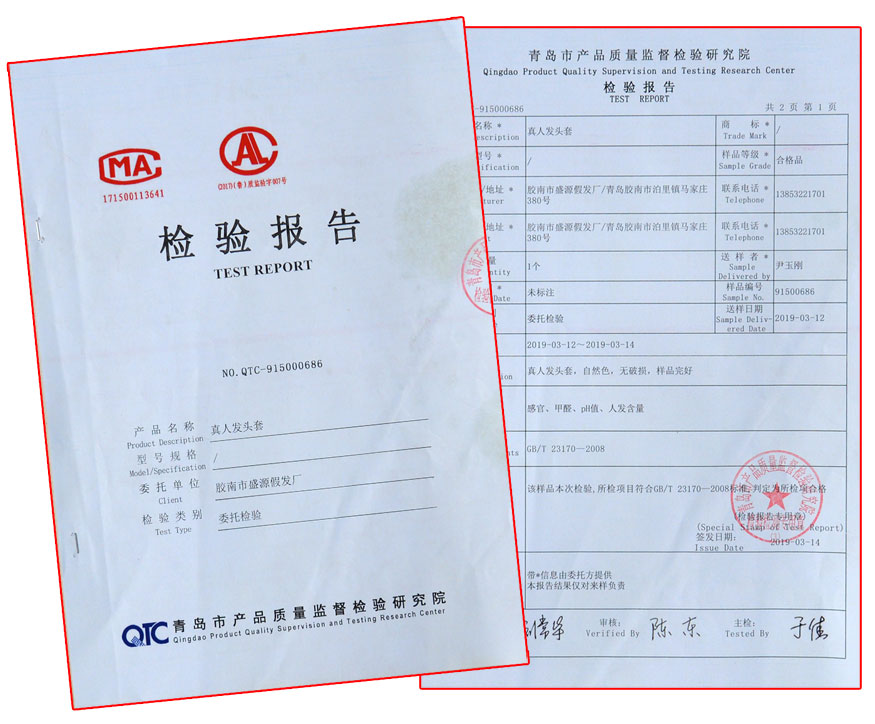 MA
171500113641
AL
(2017)(鲁)质监验字007号
检验报告
TEST REPORT
NO.QTC-915000686
产品名称 真人发头套
Product Description
型号规格 /
Model/Specification
委托单位 胶南市盛源假发厂
Client
检验类别 委托检验
Test Type
QTC 青岛市产品质量监督检验研究院
Qingdao Product Quality Supervision and Testing Research Center
青岛市产品质量监督检验研究院
Qingdao Product Quality Supervision and Testing Research Center
检验报告
TEST REPORT
-915000686 共 2 页 第 1 页
名称 * 真人发头套 商 标 * /
Description Trade Mark
型号 * / 样品等级 * 合格品
ification Sample Grade
/地址 * 胶南市盛源假发厂/青岛胶南市泊里镇马家庄380号 联系电话 * 13853221701
turer Telephone
地址 * 胶南市盛源假发厂/青岛胶南市泊里镇马家庄380号 联系电话 * 13853221701
Telephone
量 1个 送 样 者 * 尹玉刚
ntity Sample Delivered by
* 未标注 样品编号 91500686
Date Sample No.
委托检验 送样日期 2019-03-12
Sample Delivered Date
2019-03-12～2019-03-14
真人发头套，自然色，无破损，样品完好
ion
感官、甲醛、pH值、人发含量
GB/T 23170—2008
nts
该样品本次检验,所检项目符合GB/T 23170—2008标准,判定为所检项合格
(检验报告专用章)
(Special Stamp of Test Report)
签发日期: 2019-03-14
Issue Date
带*信息由委托方提供
本报告结果仅对来样负责
审核: 陈东 主检: 于佳
Verified By Tested By